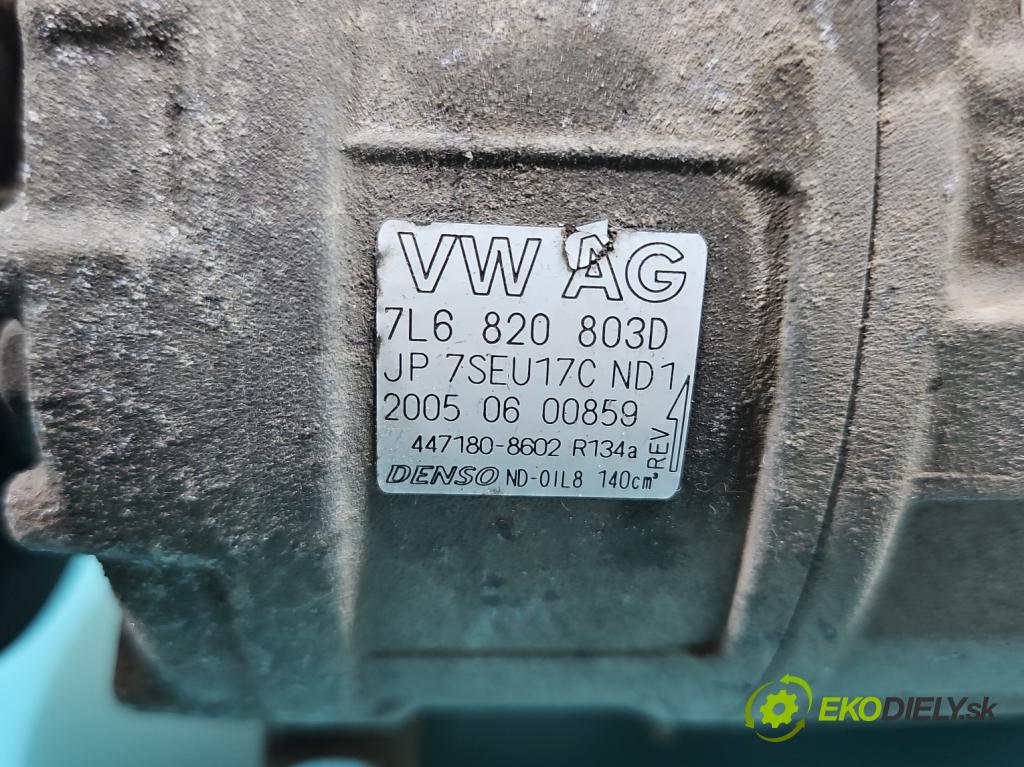 VW AG
7L6 820 803D
JP 7SEU17C ND1
2005 06 00859
447180-8602 R134a
REV
DENSO ND-OIL8 140cm³
EKODIELY.sk